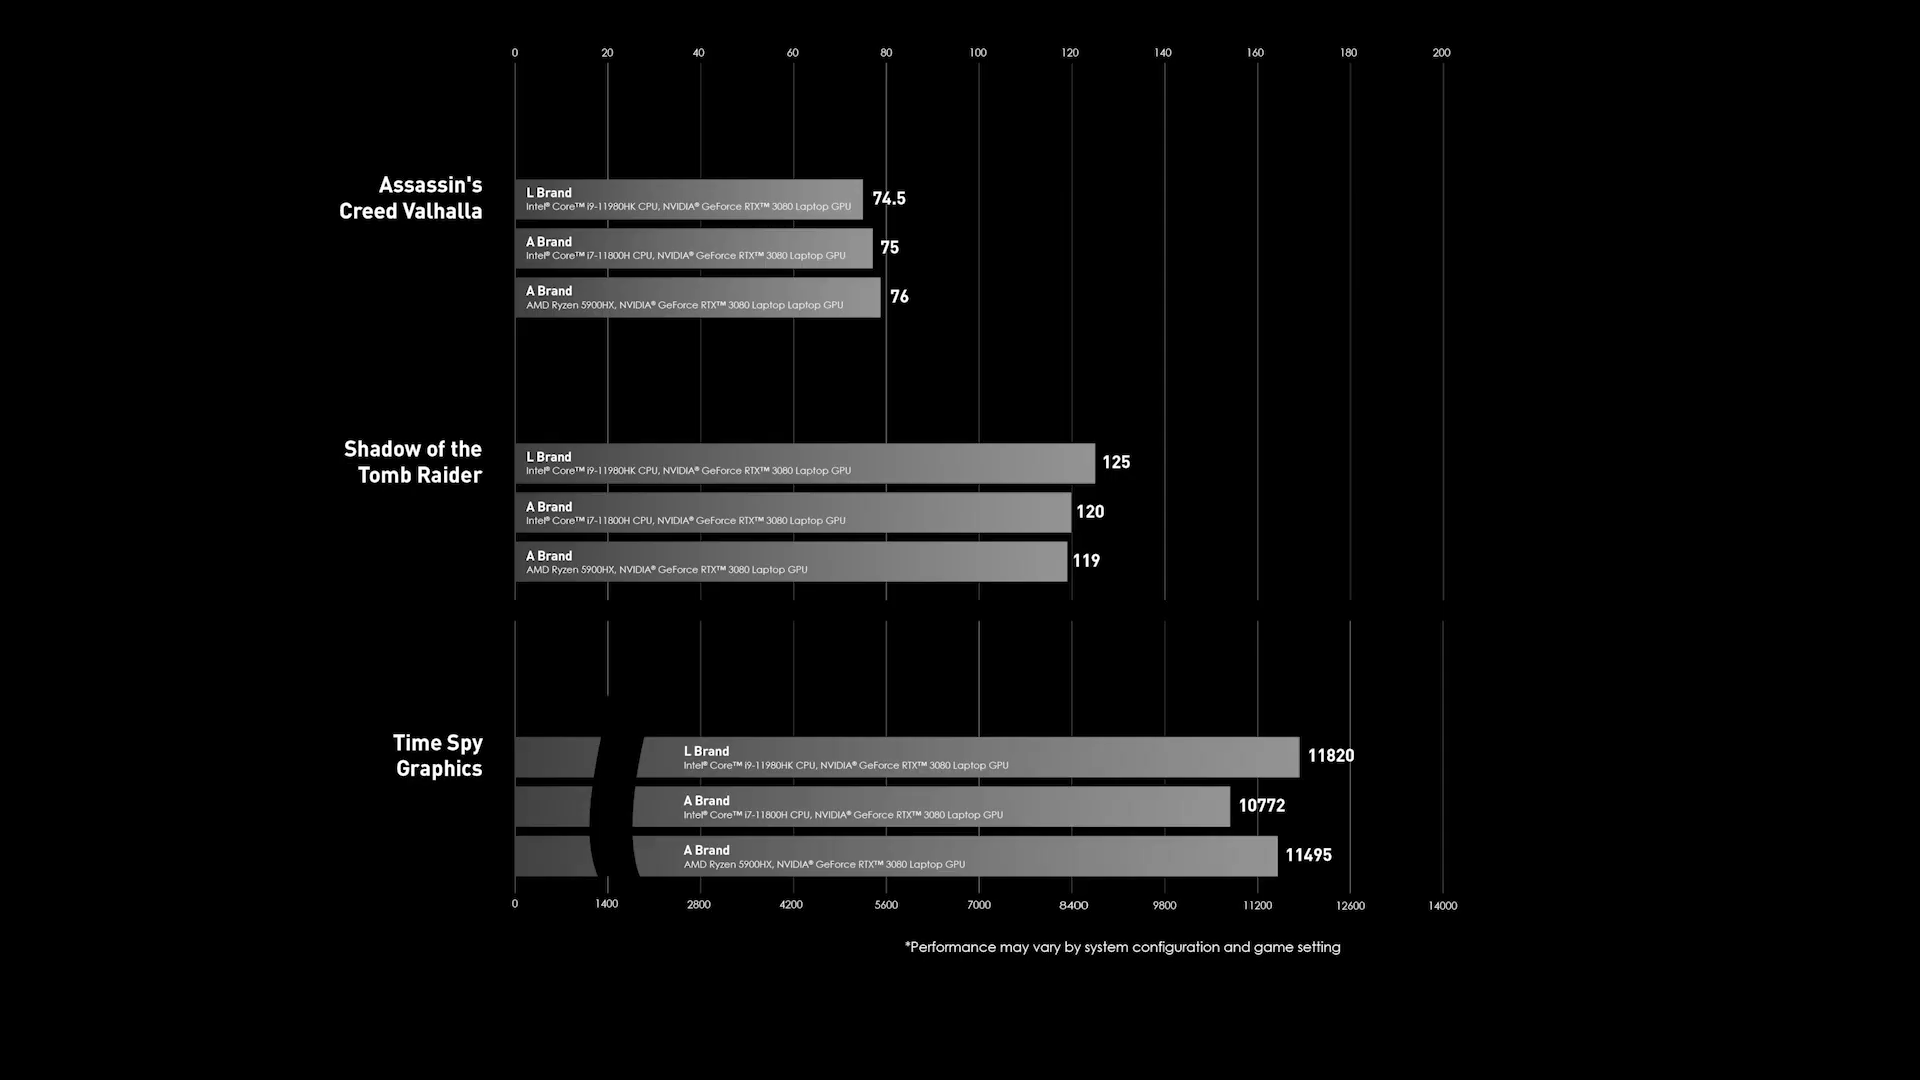 0 20 40 60 80 100 120 140 160 180 200
Assassin's
Creed Valhalla
L Brand
Intel® Core™ i9-11980HK CPU, NVIDIA® GeForce RTX™ 3080 Laptop GPU
74.5
A Brand
Intel® Core™ i7-11800H CPU, NVIDIA® GeForce RTX™ 3080 Laptop GPU
75
A Brand
AMD Ryzen 5900HX, NVIDIA® GeForce RTX™ 3080 Laptop Laptop GPU
76
Shadow of the
Tomb Raider
L Brand
Intel® Core™ i9-11980HK CPU, NVIDIA® GeForce RTX™ 3080 Laptop GPU
125
A Brand
Intel® Core™ i7-11800H CPU, NVIDIA® GeForce RTX™ 3080 Laptop GPU
120
A Brand
AMD Ryzen 5900HX, NVIDIA® GeForce RTX™ 3080 Laptop GPU
119
Time Spy
Graphics
L Brand
Intel® Core™ i9-11980HK CPU, NVIDIA® GeForce RTX™ 3080 Laptop GPU
11820
A Brand
Intel® Core™ i7-11800H CPU, NVIDIA® GeForce RTX™ 3080 Laptop GPU
10772
A Brand
AMD Ryzen 5900HX, NVIDIA® GeForce RTX™ 3080 Laptop GPU
11495
0 1400 2800 4200 5600 7000 8400 9800 11200 12600 14000
*Performance may vary by system configuration and game setting